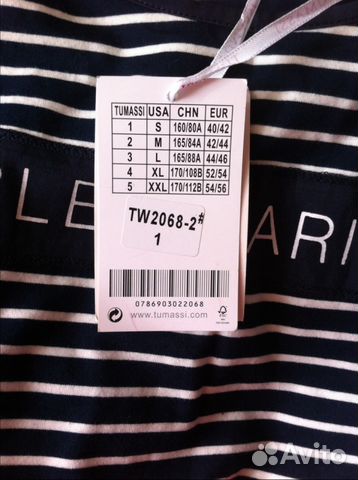 TUMASSI USA CHN EUR
1 S 160/80A 40/42
2 M 165/84A 42/44
3 L 165/88A 44/46
4 XL 170/108B 52/54
5 XXL 170/112B 54/56
LE ARI
TW2068-2#
1
0786903022068
www.tumassi.com
FSC
Avito